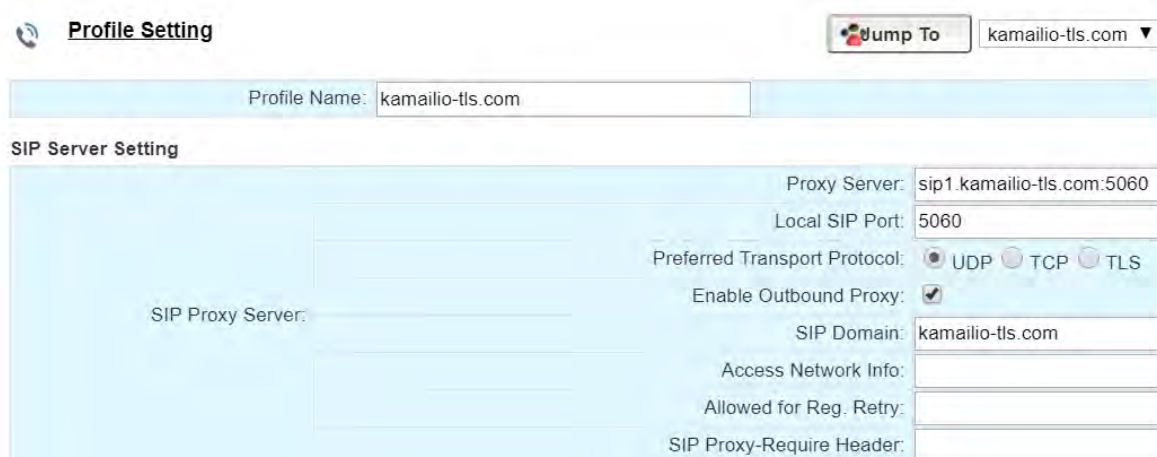 Profile Setting
Jump To
kamailio-tls.com
Profile Name: kamailio-tls.com
SIP Server Setting
SIP Proxy Server:
Proxy Server: sip1.kamailio-tls.com:5060
Local SIP Port: 5060
Preferred Transport Protocol: UDP TCP TLS
Enable Outbound Proxy:
SIP Domain: kamailio-tls.com
Access Network Info:
Allowed for Reg. Retry:
SIP Proxy-Require Header: